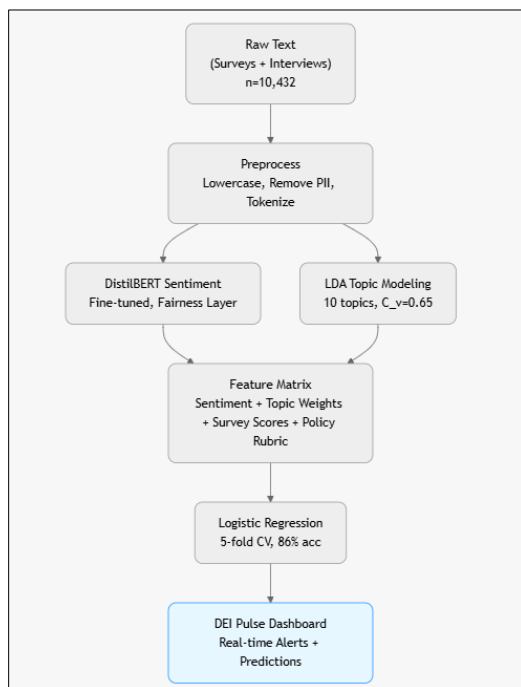 Raw Text
(Surveys + Interviews)
n=10,432
Preprocess
Lowercase, Remove PII,
Tokenize
DistilBERT Sentiment
Fine-tuned, Fairness Layer
LDA Topic Modeling
10 topics, C_v=0.65
Feature Matrix
Sentiment + Topic Weights
+ Survey Scores + Policy
Rubric
Logistic Regression
5-fold CV, 86% acc
DEI Pulse Dashboard
Real-time Alerts +
Predictions